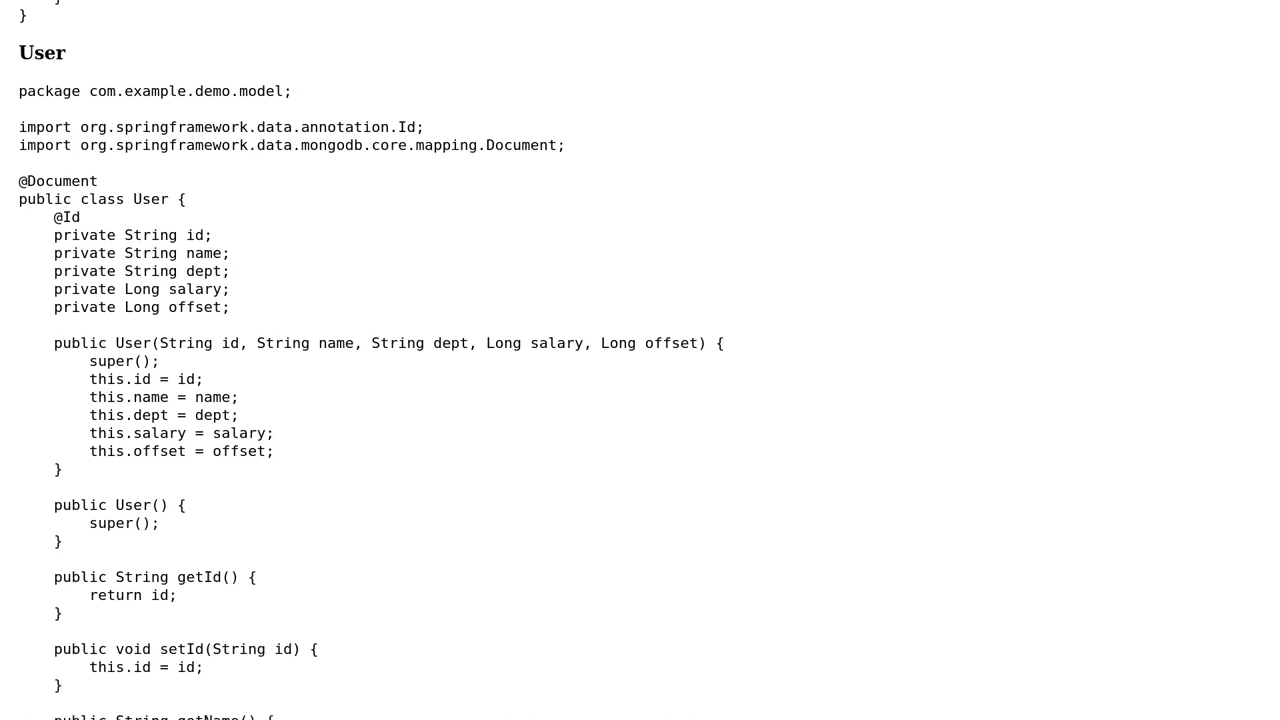 }
}
User
package com.example.demo.model;
import org.springframework.data.annotation.Id;
import org.springframework.data.mongodb.core.mapping.Document;
@Document
public class User {
@Id
private String id;
private String name;
private String dept;
private Long salary;
private Long offset;
public User(String id, String name, String dept, Long salary, Long offset) {
super();
this.id = id;
this.name = name;
this.dept = dept;
this.salary = salary;
this.offset = offset;
}
public User() {
super();
}
public String getId() {
return id;
}
public void setId(String id) {
this.id = id;
}
public String getName() {